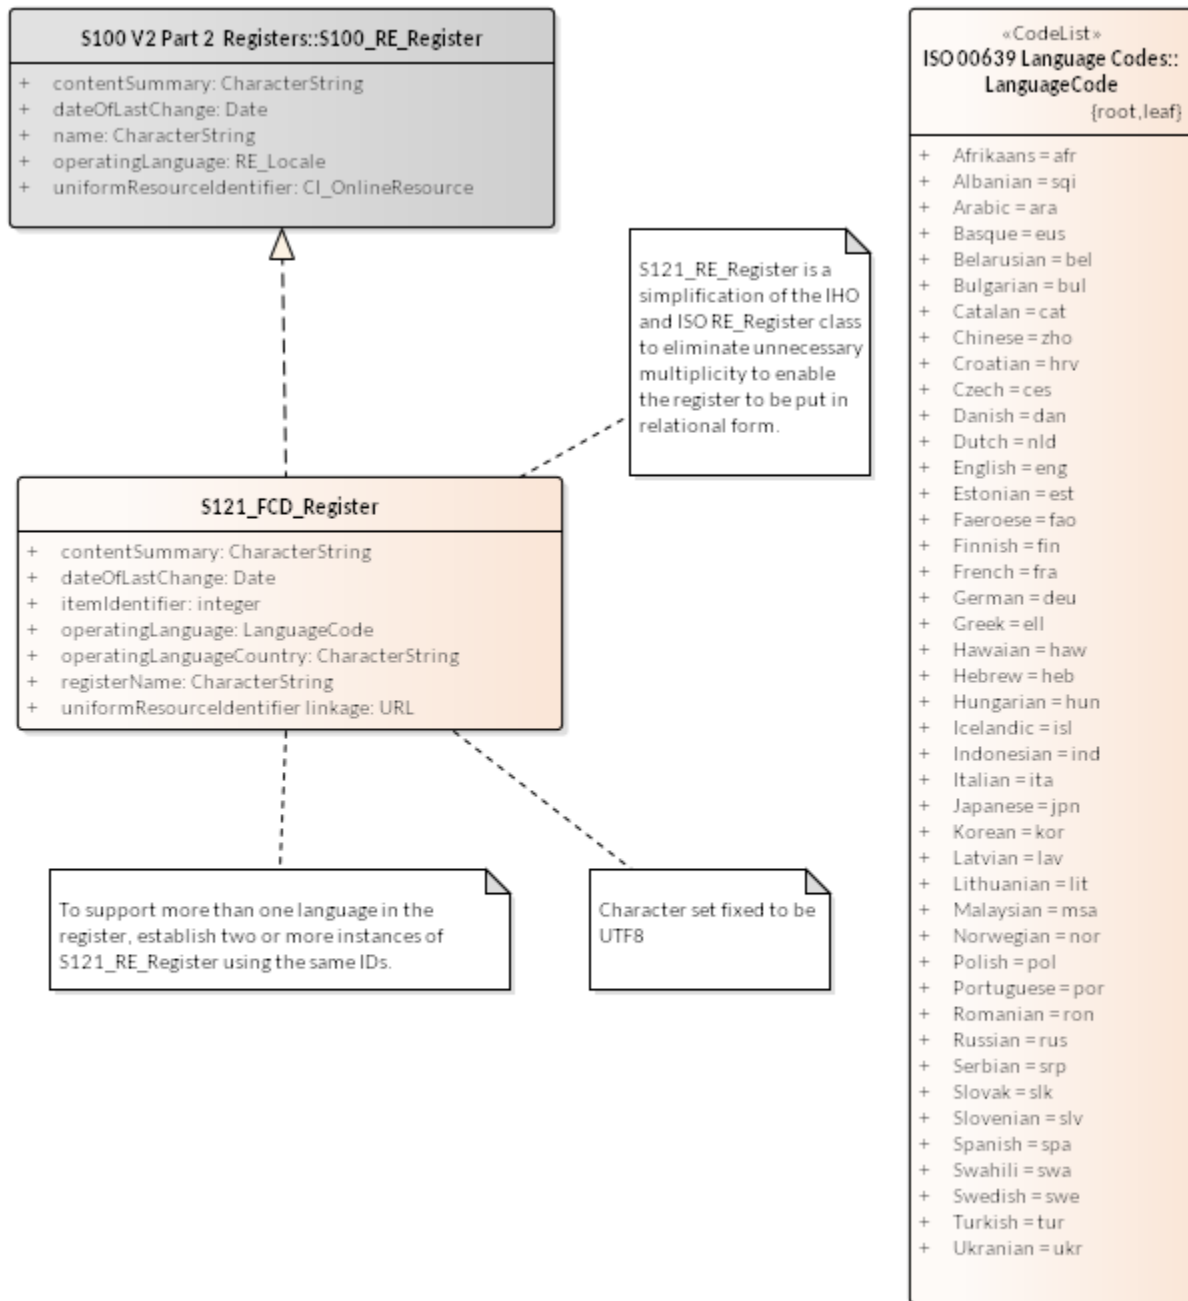 S100 V2 Part 2 Registers::S100_RE_Register
+ contentSummary: CharacterString
+ dateOfLastChange: Date
+ name: CharacterString
+ operatingLanguage: RE_Locale
+ uniformResourceIdentifier: CI_OnlineResource
S121_RE_Register is a
simplification of the IHO
and ISO RE_Register class
to eliminate unnecessary
multiplicity to enable
the register to be put in
relational form.
S121_FCD_Register
+ contentSummary: CharacterString
+ dateOfLastChange: Date
+ itemIdentifier: integer
+ operatingLanguage: LanguageCode
+ operatingLanguageCountry: CharacterString
+ registerName: CharacterString
+ uniformResourceIdentifier linkage: URL
To support more than one language in the
register, establish two or more instances of
S121_RE_Register using the same IDs.
Character set fixed to be
UTF8
«CodeList»
ISO 00639 Language Codes::
LanguageCode
{root,leaf}
+ Afrikaans = afr
+ Albanian = sqi
+ Arabic = ara
+ Basque = eus
+ Belarusian = bel
+ Bulgarian = bul
+ Catalan = cat
+ Chinese = zho
+ Croatian = hrv
+ Czech = ces
+ Danish = dan
+ Dutch = nld
+ English = eng
+ Estonian = est
+ Faeroese = fao
+ Finnish = fin
+ French = fra
+ German = deu
+ Greek = ell
+ Hawaian = haw
+ Hebrew = heb
+ Hungarian = hun
+ Icelandic = isl
+ Indonesian = ind
+ Italian = ita
+ Japanese = jpn
+ Korean = kor
+ Latvian = lav
+ Lithuanian = lit
+ Malaysian = msa
+ Norwegian = nor
+ Polish = pol
+ Portuguese = por
+ Romanian = ron
+ Russian = rus
+ Serbian = srp
+ Slovak = slk
+ Slovenian = slv
+ Spanish = spa
+ Swahili = swa
+ Swedish = swe
+ Turkish = tur
+ Ukranian = ukr